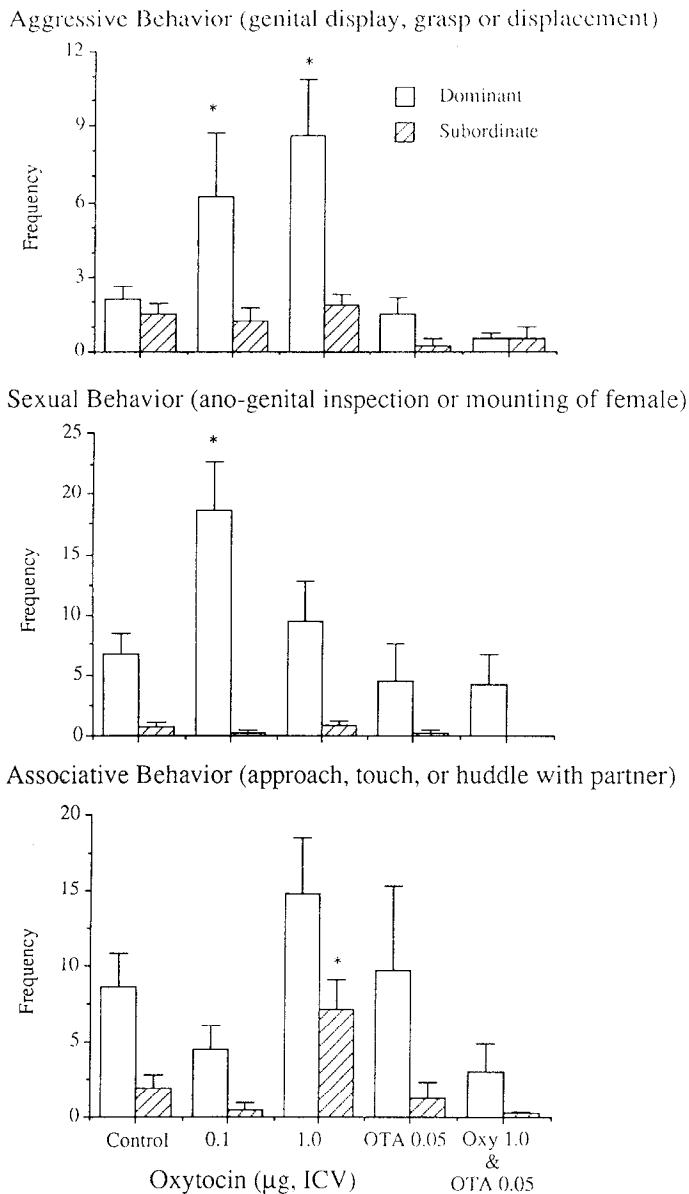 Aggressive Behavior (genital display, grasp or displacement)
12
9
6
3
0
Frequency
*
*
Dominant
Subordinate
Sexual Behavior (ano-genital inspection or mounting of female)
25
20
15
10
5
0
Frequency
*
Associative Behavior (approach, touch, or huddle with partner)
20
15
10
5
0
Frequency
*
Control 0.1 1.0 OTA 0.05 Oxy 1.0
&
OTA 0.05
Oxytocin (μg, ICV)